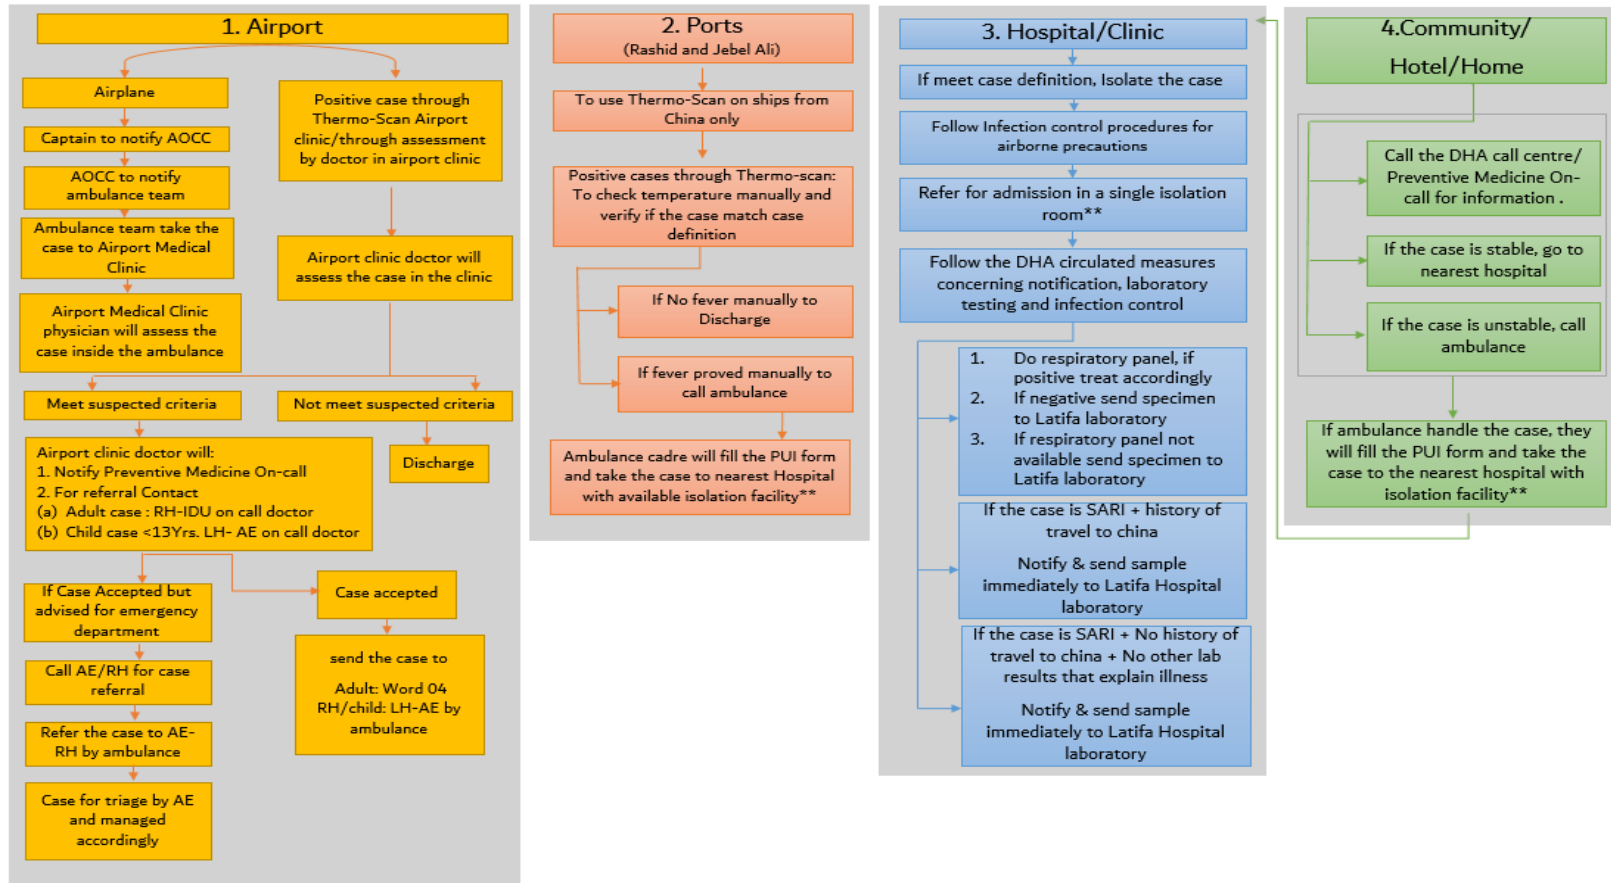 1. Airport
Airplane
Captain to notify AOCC
AOCC to notify
ambulance team
Ambulance team take the
case to Airport Medical
Clinic
Airport Medical Clinic
physician will assess the
case inside the ambulance
Positive case through
Thermo-Scan Airport
clinic/through assessment
by doctor in airport clinic
Airport clinic doctor will
assess the case in the clinic
Meet suspected criteria
Not meet suspected criteria
Airport clinic doctor will:
1. Notify Preventive Medicine On-call
2. For referral Contact
(a) Adult case : RH-IDU on call doctor
(b) Child case <13Yrs. LH- AE on call doctor
Discharge
If Case Accepted but
advised for emergency
department
Call AE/RH for case
referral
Refer the case to AE-
RH by ambulance
Case for triage by AE
and managed
accordingly
Case accepted
send the case to
Adult: Word 04
RH/child: LH-AE by
ambulance
2. Ports
(Rashid and Jebel Ali)
To use Thermo-Scan on ships from
China only
Positive cases through Thermo-scan:
To check temperature manually and
verify if the case match case
definition
If No fever manually to
Discharge
If fever proved manually to
call ambulance
Ambulance cadre will fill the PUI form
and take the case to nearest Hospital
with available isolation facility**
3. Hospital/Clinic
If meet case definition, Isolate the case
Follow Infection control procedures for
airborne precautions
Refer for admission in a single isolation
room**
Follow the DHA circulated measures
concerning notification, laboratory
testing and infection control
1. Do respiratory panel, if
positive treat accordingly
2. If negative send specimen
to Latifa laboratory
3. If respiratory panel not
available send specimen to
Latifa laboratory
If the case is SARI + history of
travel to china
Notify & send sample
immediately to Latifa Hospital
laboratory
If the case is SARI + No history of
travel to china + No other lab
results that explain illness
Notify & send sample
immediately to Latifa Hospital
laboratory
4.Community/
Hotel/Home
Call the DHA call centre/
Preventive Medicine On-
call for information .
If the case is stable, go to
nearest hospital
If the case is unstable, call
ambulance
If ambulance handle the case, they
will fill the PUI form and take the
case to the nearest hospital with
isolation facility**